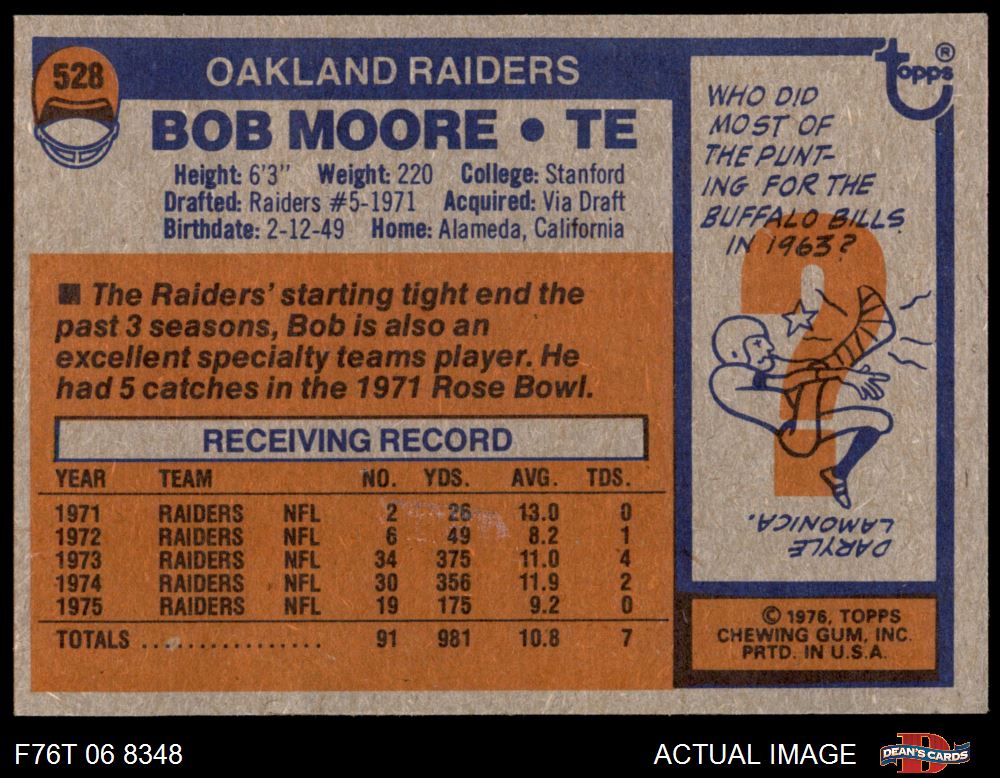 528
OAKLAND RAIDERS
BOB MOORE • TE
Height: 6'3" Weight: 220 College: Stanford
Drafted: Raiders #5-1971 Acquired: Via Draft
Birthdate: 2-12-49 Home: Alameda, California
■ The Raiders' starting tight end the
past 3 seasons, Bob is also an
excellent specialty teams player. He
had 5 catches in the 1971 Rose Bowl.
RECEIVING RECORD
YEAR TEAM NO. YDS. AVG. TDS.
1971 RAIDERS NFL 2 26 13.0 0
1972 RAIDERS NFL 6 49 8.2 1
1973 RAIDERS NFL 34 375 11.0 4
1974 RAIDERS NFL 30 356 11.9 2
1975 RAIDERS NFL 19 175 9.2 0
TOTALS ................ 91 981 10.8 7
topps®
WHO DID
MOST OF
THE PUNT-
ING FOR THE
BUFFALO BILLS
IN 1963?
?
DARYLE
LAMONICA.
© 1976, TOPPS
CHEWING GUM, INC.
PRTD. IN U.S.A.
F76T 06 8348
ACTUAL IMAGE
D
DEAN'S CARDS